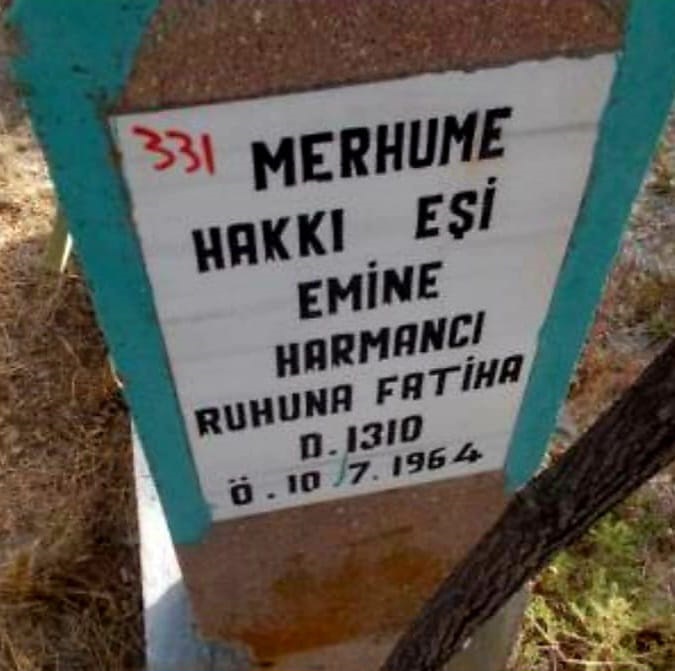 331 MERHUME
HAKKI EŞİ
EMİNE
HARMANCI
RUHUNA FATİHA
D.1310
Ö.10.7.1964